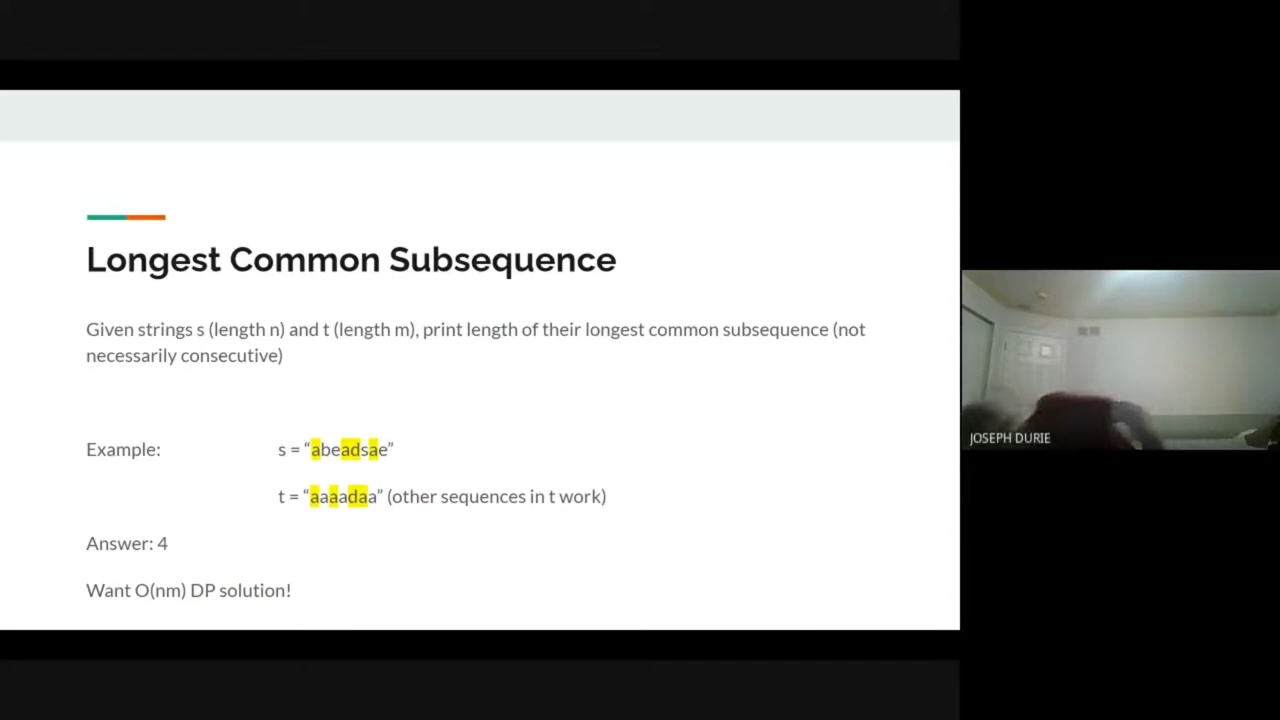 Longest Common Subsequence
Given strings s (length n) and t (length m), print length of their longest common subsequence (not
necessarily consecutive)
Example: s = “abeadsae”
t = “aaaadaa” (other sequences in t work)
Answer: 4
Want O(nm) DP solution!
JOSEPH DURIE